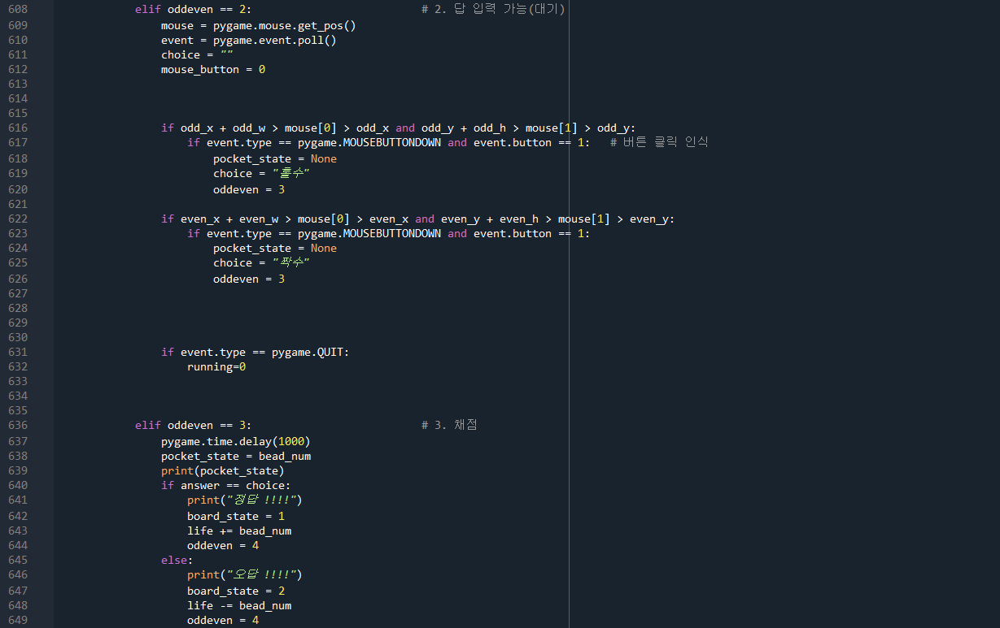 608 elif oddeven == 2: # 2. 답 입력 가능(대기)
609 mouse = pygame.mouse.get_pos()
610 event = pygame.event.poll()
611 choice = ""
612 mouse_button = 0
613
614
615
616 if odd_x + odd_w > mouse[0] > odd_x and odd_y + odd_h > mouse[1] > odd_y:
617 if event.type == pygame.MOUSEBUTTONDOWN and event.button == 1: # 버튼 클릭 인식
618 pocket_state = None
619 choice = "홀수"
620 oddeven = 3
621
622 if even_x + even_w > mouse[0] > even_x and even_y + even_h > mouse[1] > even_y:
623 if event.type == pygame.MOUSEBUTTONDOWN and event.button == 1:
624 pocket_state = None
625 choice = "짝수"
626 oddeven = 3
627
628
629
630
631 if event.type == pygame.QUIT:
632 running=0
633
634
635
636 elif oddeven == 3: # 3. 채점
637 pygame.time.delay(1000)
638 pocket_state = bead_num
639 print(pocket_state)
640 if answer == choice:
641 print("정답 !!!!")
642 board_state = 1
643 life += bead_num
644 oddeven = 4
645 else:
646 print("오답 !!!!")
647 board_state = 2
648 life -= bead_num
649 oddeven = 4